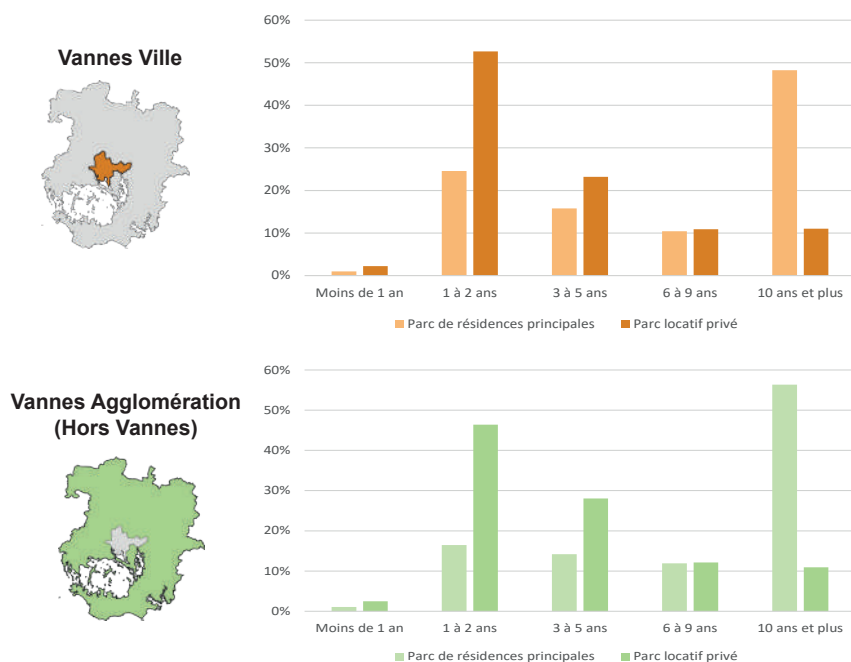 Vannes Ville
60%
50%
40%
30%
20%
10%
0%
Moins de 1 an 1 à 2 ans 3 à 5 ans 6 à 9 ans 10 ans et plus
Parc de résidences principales Parc locatif privé
Vannes Agglomération
(Hors Vannes)
60%
50%
40%
30%
20%
10%
0%
Moins de 1 an 1 à 2 ans 3 à 5 ans 6 à 9 ans 10 ans et plus
Parc de résidences principales Parc locatif privé